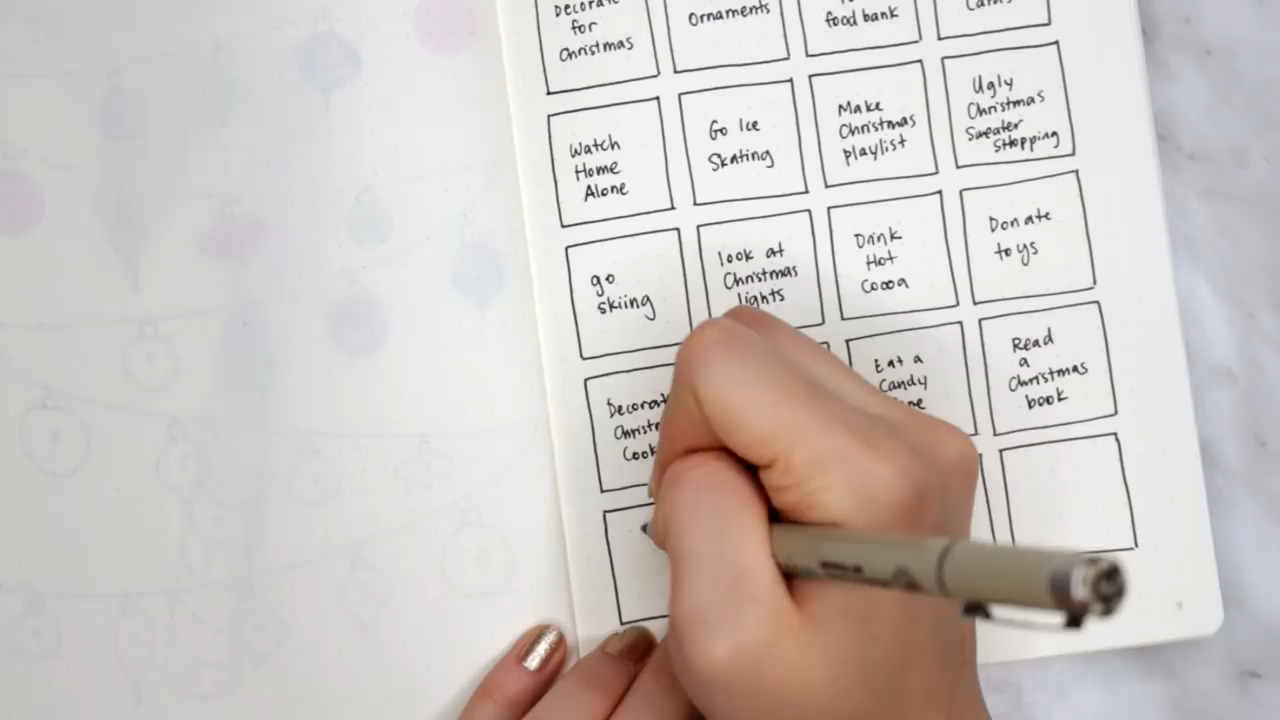 Decorate
for
Christmas
Ornaments
food bank
Cards
Watch
Home
Alone
Go Ice
Skating
Make
Christmas
playlist
Ugly
Christmas
Sweater
SHopping
go
skiing
look at
Christmas
lights
Drink
Hot
Cocoa
Donate
toys
Eat a
Candy
Read
a
Christmas
book